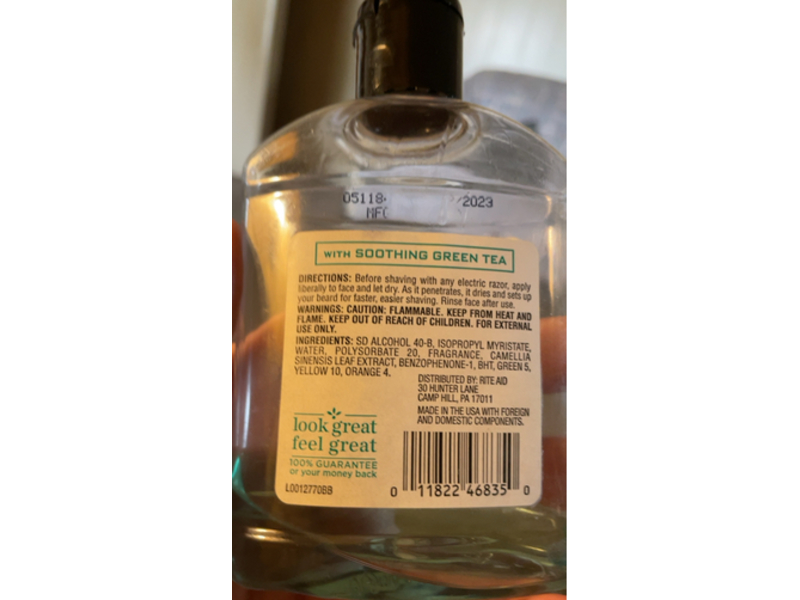 05118 2023
MFG
WITH SOOTHING GREEN TEA
DIRECTIONS: Before shaving with any electric razor, apply
liberally to face and let dry. As it penetrates, it dries and sets up
your beard for faster, easier shaving. Rinse face after use.
WARNINGS: CAUTION: FLAMMABLE. KEEP FROM HEAT AND
FLAME. KEEP OUT OF REACH OF CHILDREN. FOR EXTERNAL
USE ONLY.
INGREDIENTS: SD ALCOHOL 40-B, ISOPROPYL MYRISTATE,
WATER, POLYSORBATE 20, FRAGRANCE, CAMELLIA
SINENSIS LEAF EXTRACT, BENZOPHENONE-1, BHT, GREEN 5,
YELLOW 10, ORANGE 4.
DISTRIBUTED BY: RITE AID
30 HUNTER LANE
CAMP HILL, PA 17011
MADE IN THE USA WITH FOREIGN
AND DOMESTIC COMPONENTS.
look great
feel great
100% GUARANTEE
or your money back
L0012770BB
0 11822 46835 0